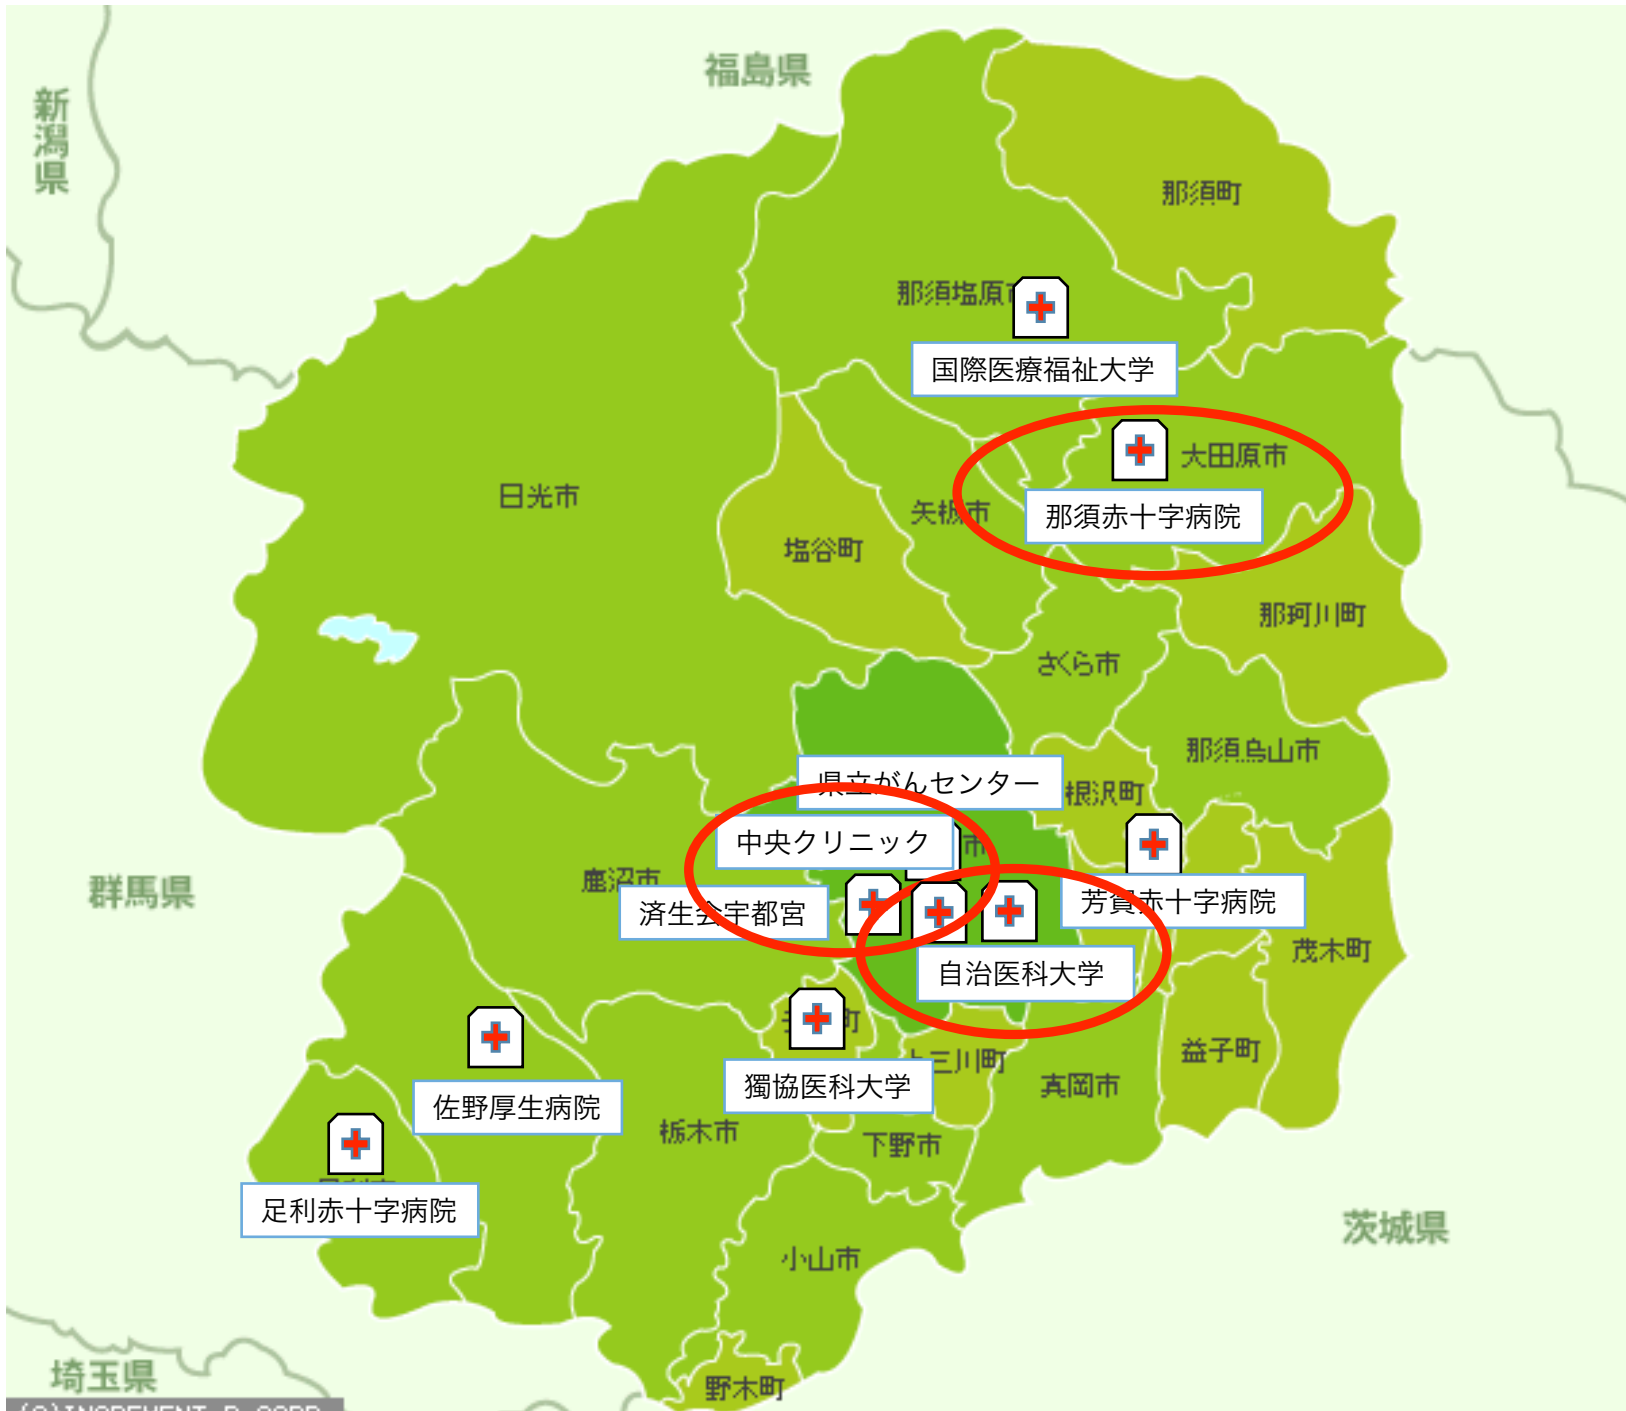 福島県
新潟県
那須町
那須塩原市
国際医療福祉大学
大田原市
日光市
矢板市
那須赤十字病院
塩谷町
那珂川町
さくら市
那須烏山市
県立がんセンター
根沢町
中央クリニック
市
鹿沼市
群馬県
済生会宇都宮
芳賀赤十字病院
茂木町
自治医科大学
町
上三川町
益子町
獨協医科大学
真岡市
佐野厚生病院
栃木市
下野市
足利赤十字病院
茨城県
小山市
埼玉県
野木町